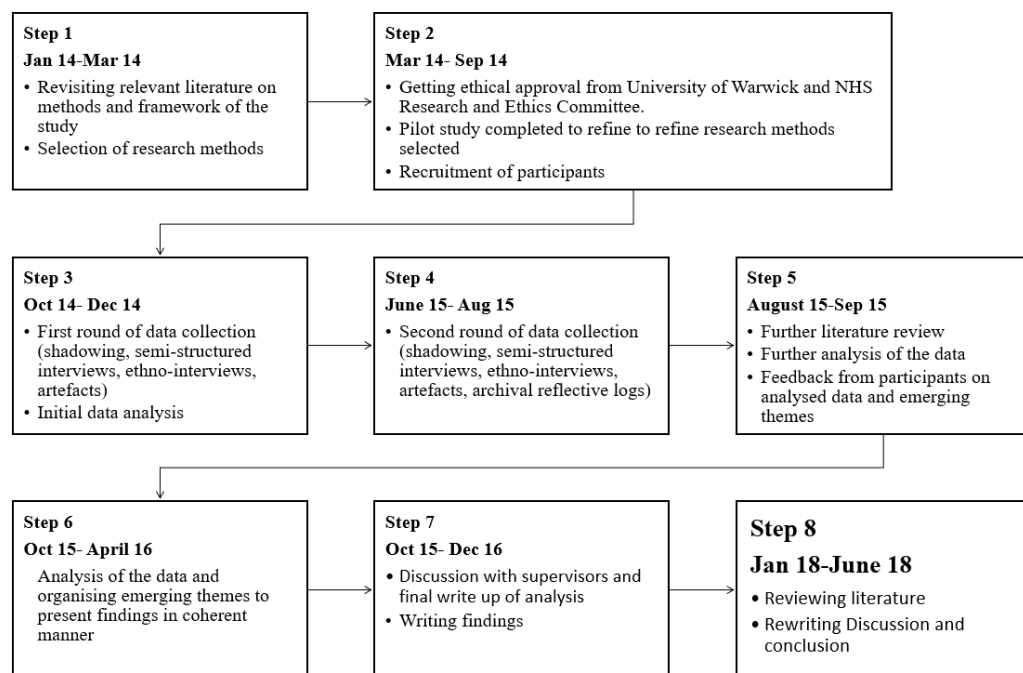 Step 1
Jan 14-Mar 14
• Revisiting relevant literature on
methods and framework of the
study
• Selection of research methods
Step 2
Mar 14- Sep 14
• Getting ethical approval from University of Warwick and NHS
Research and Ethics Committee.
• Pilot study completed to refine to refine research methods
selected
• Recruitment of participants
Step 3
Oct 14- Dec 14
• First round of data collection
(shadowing, semi-structured
interviews, ethno-interviews,
artefacts)
• Initial data analysis
Step 4
June 15- Aug 15
• Second round of data collection
(shadowing, semi-structured
interviews, ethno-interviews,
artefacts, archival reflective logs)
Step 5
August 15-Sep 15
• Further literature review
• Further analysis of the data
• Feedback from participants on
analysed data and emerging
themes
Step 6
Oct 15- April 16
Analysis of the data and
organising emerging themes to
present findings in coherent
manner
Step 7
Oct 15- Dec 16
• Discussion with supervisors and
final write up of analysis
• Writing findings
Step 8
Jan 18-June 18
• Reviewing literature
• Rewriting Discussion and
conclusion